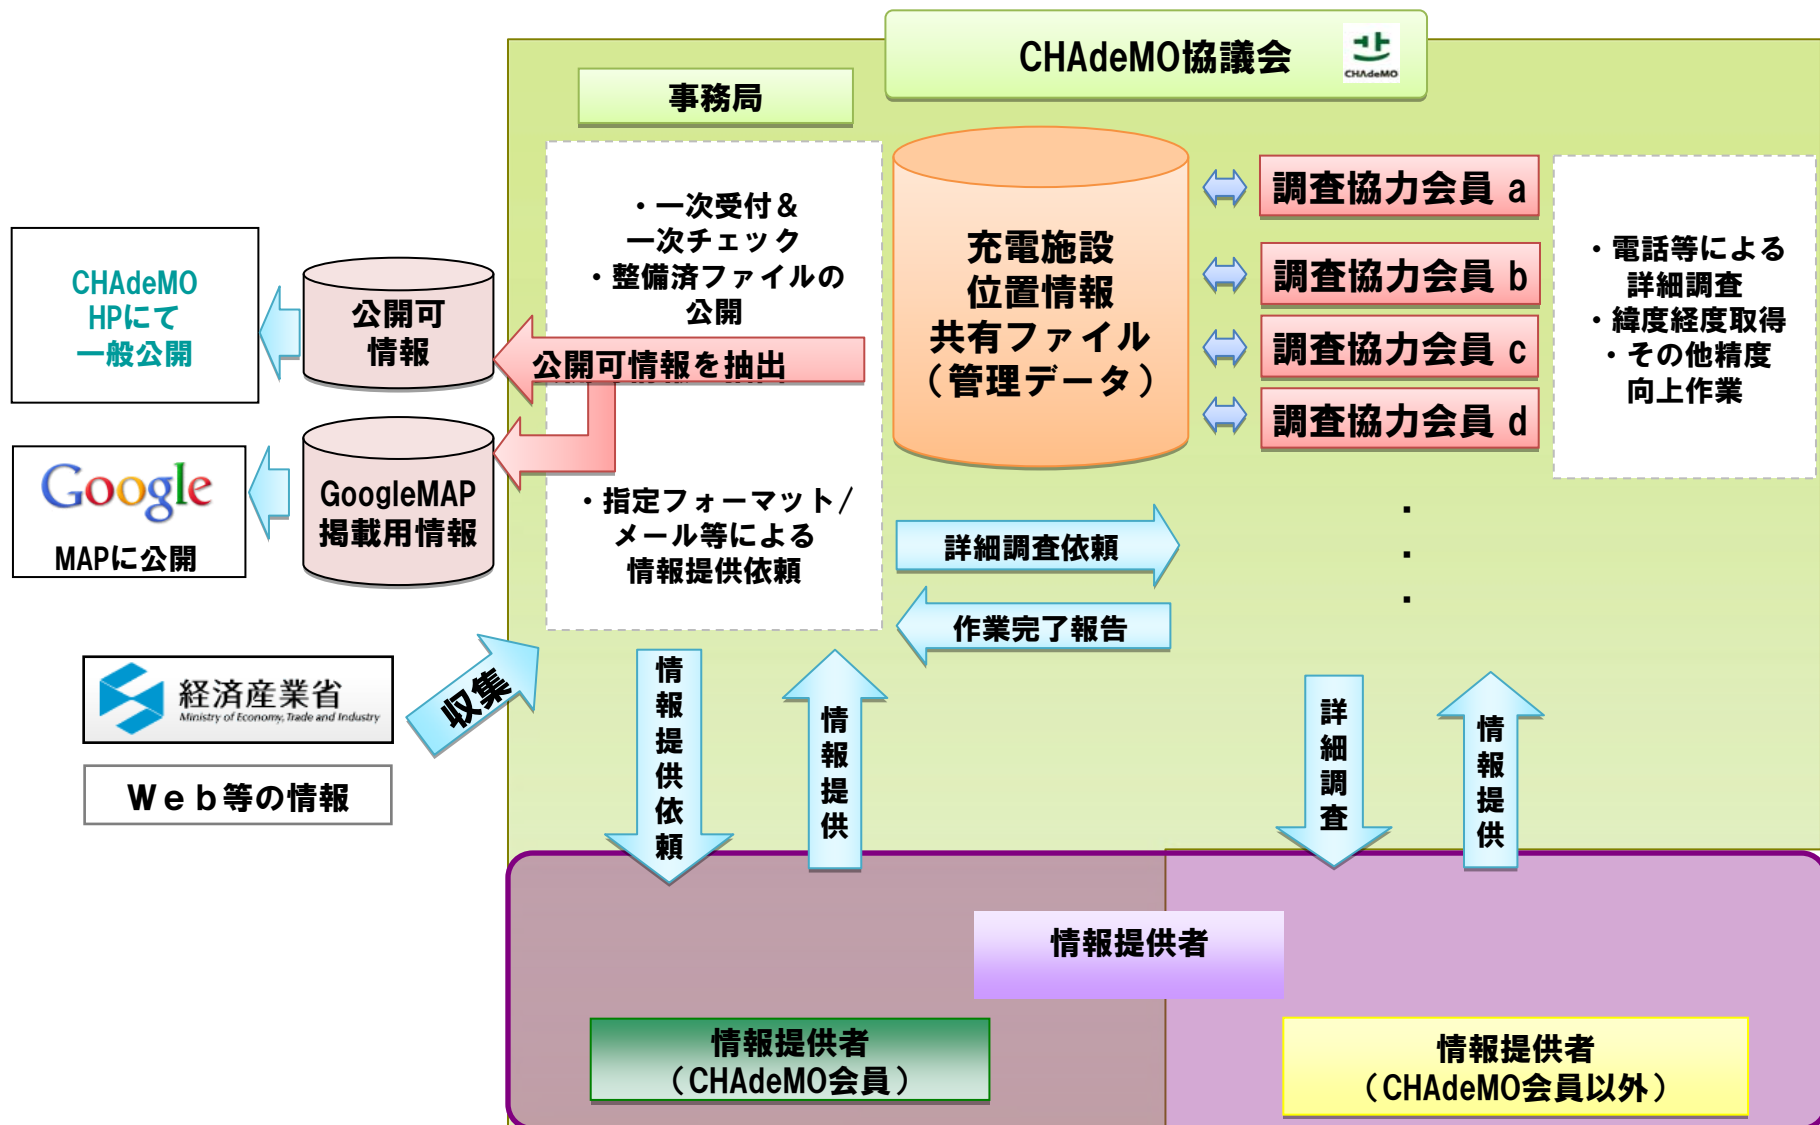 CHAdeMO協議会
CHAdeMO
事務局
・一次受付＆
一次チェック
・整備済ファイルの
公開
公開可情報を抽出
・指定フォーマット/
メール等による
情報提供依頼
充電施設
位置情報
共有ファイル
（管理データ）
調査協力会員 a
調査協力会員 b
調査協力会員 c
調査協力会員 d
・電話等による
詳細調査
・緯度経度取得
・その他精度
向上作業
・
・
・
CHAdeMO
HPにて
一般公開
公開可
情報
Google
MAPに公開
GoogleMAP
掲載用情報
詳細調査依頼
作業完了報告
経済産業省
Ministry of Economy, Trade and Industry
Ｗｅｂ等の情報
収集
情報提供依頼
情報提供
詳細調査
情報提供
情報提供者
情報提供者
（CHAdeMO会員）
情報提供者
（CHAdeMO会員以外）